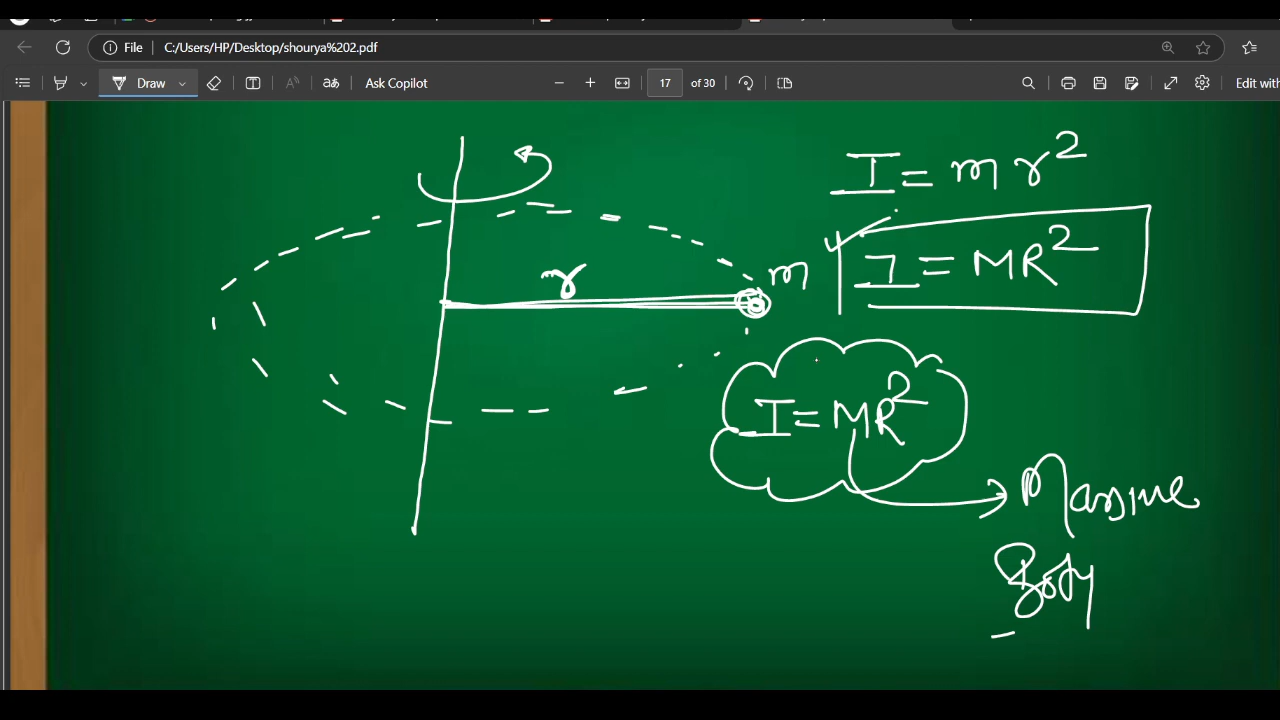 File | C:/Users/HP/Desktop/shourya%202.pdf
Draw
Ask Copilot
17 of 30
Edit with
I = mr²
r
m
I = MR²
I = MR²
Massive
Body